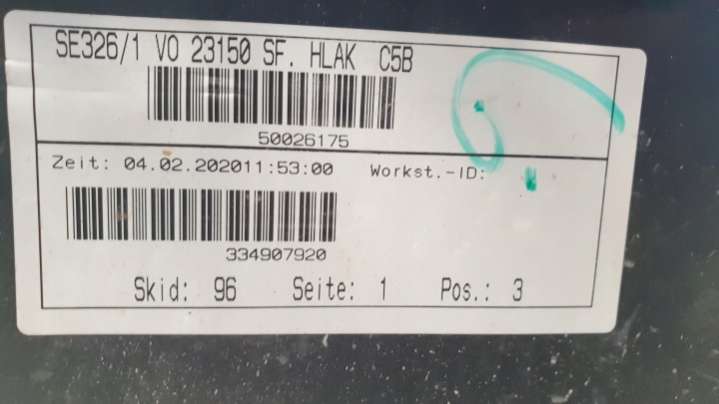 SE326/1 VO 23150 SF. HLAK C5B
50026175
Zeit: 04.02.202011:53:00 Workst.-ID:
334907920
Skid: 96 Seite: 1 Pos.: 3